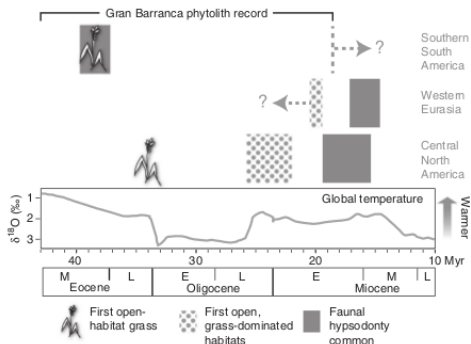 Gran Barranca phytolith record
Southern
South
America
?
Western
Eurasia
?
Central
North
America
Global temperature
Warmer
δ18O (‰)
1
2
3
40
30
20
10 Myr
M
L
E
L
E
M
L
Eocene
Oligocene
Miocene
First open-
habitat grass
First open,
grass-dominated
habitats
Faunal
hypsodonty
common